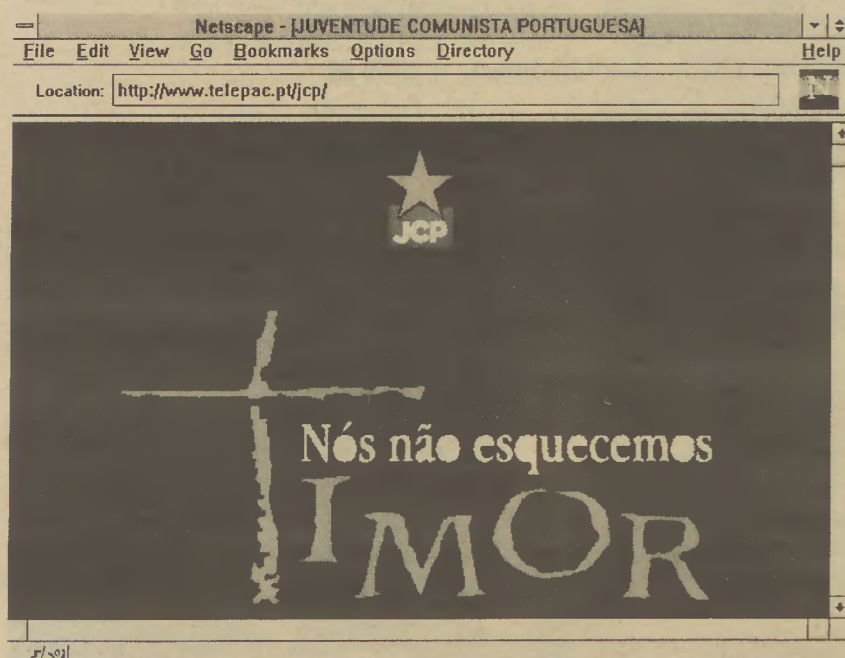 Netscape - [JUVENTUDE COMUNISTA PORTUGUESA]
File Edit View Go Bookmarks Options Directory Help
Location: http://www.telepac.pt/jcp/
N
JCP
Nós não esquecemos
TIMOR